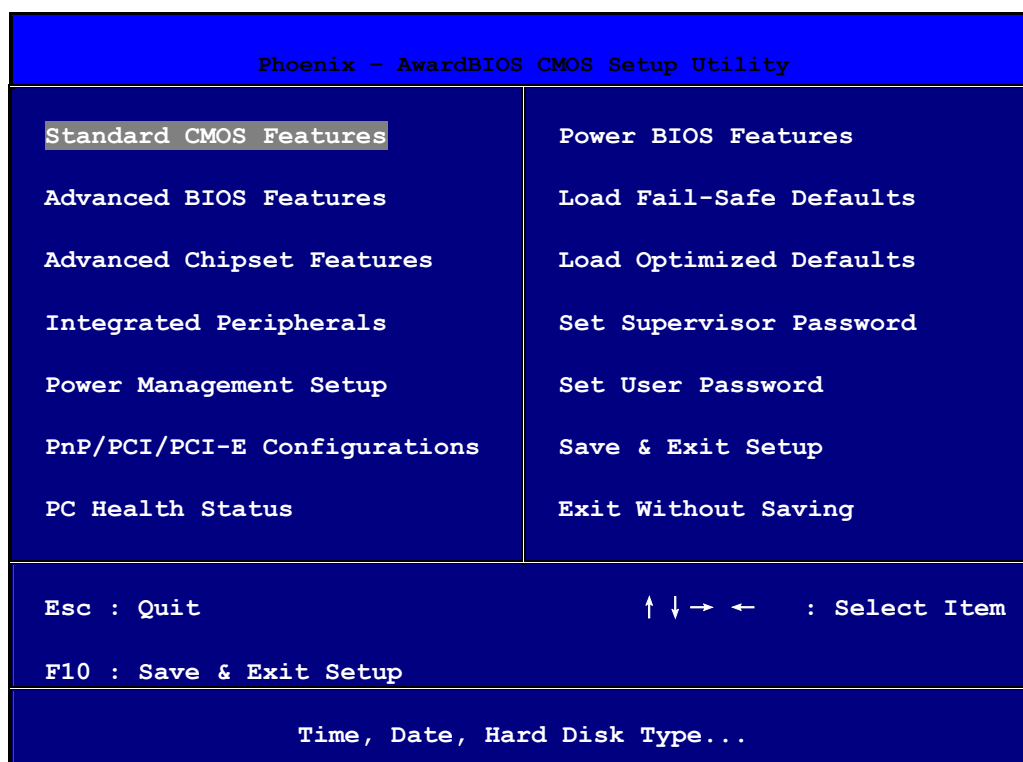 Phoenix - AwardBIOS CMOS Setup Utility
Standard CMOS Features
Advanced BIOS Features
Advanced Chipset Features
Integrated Peripherals
Power Management Setup
PnP/PCI/PCI-E Configurations
PC Health Status
Power BIOS Features
Load Fail-Safe Defaults
Load Optimized Defaults
Set Supervisor Password
Set User Password
Save & Exit Setup
Exit Without Saving
Esc : Quit
↑ ↓ → ← : Select Item
F10 : Save & Exit Setup
Time, Date, Hard Disk Type...